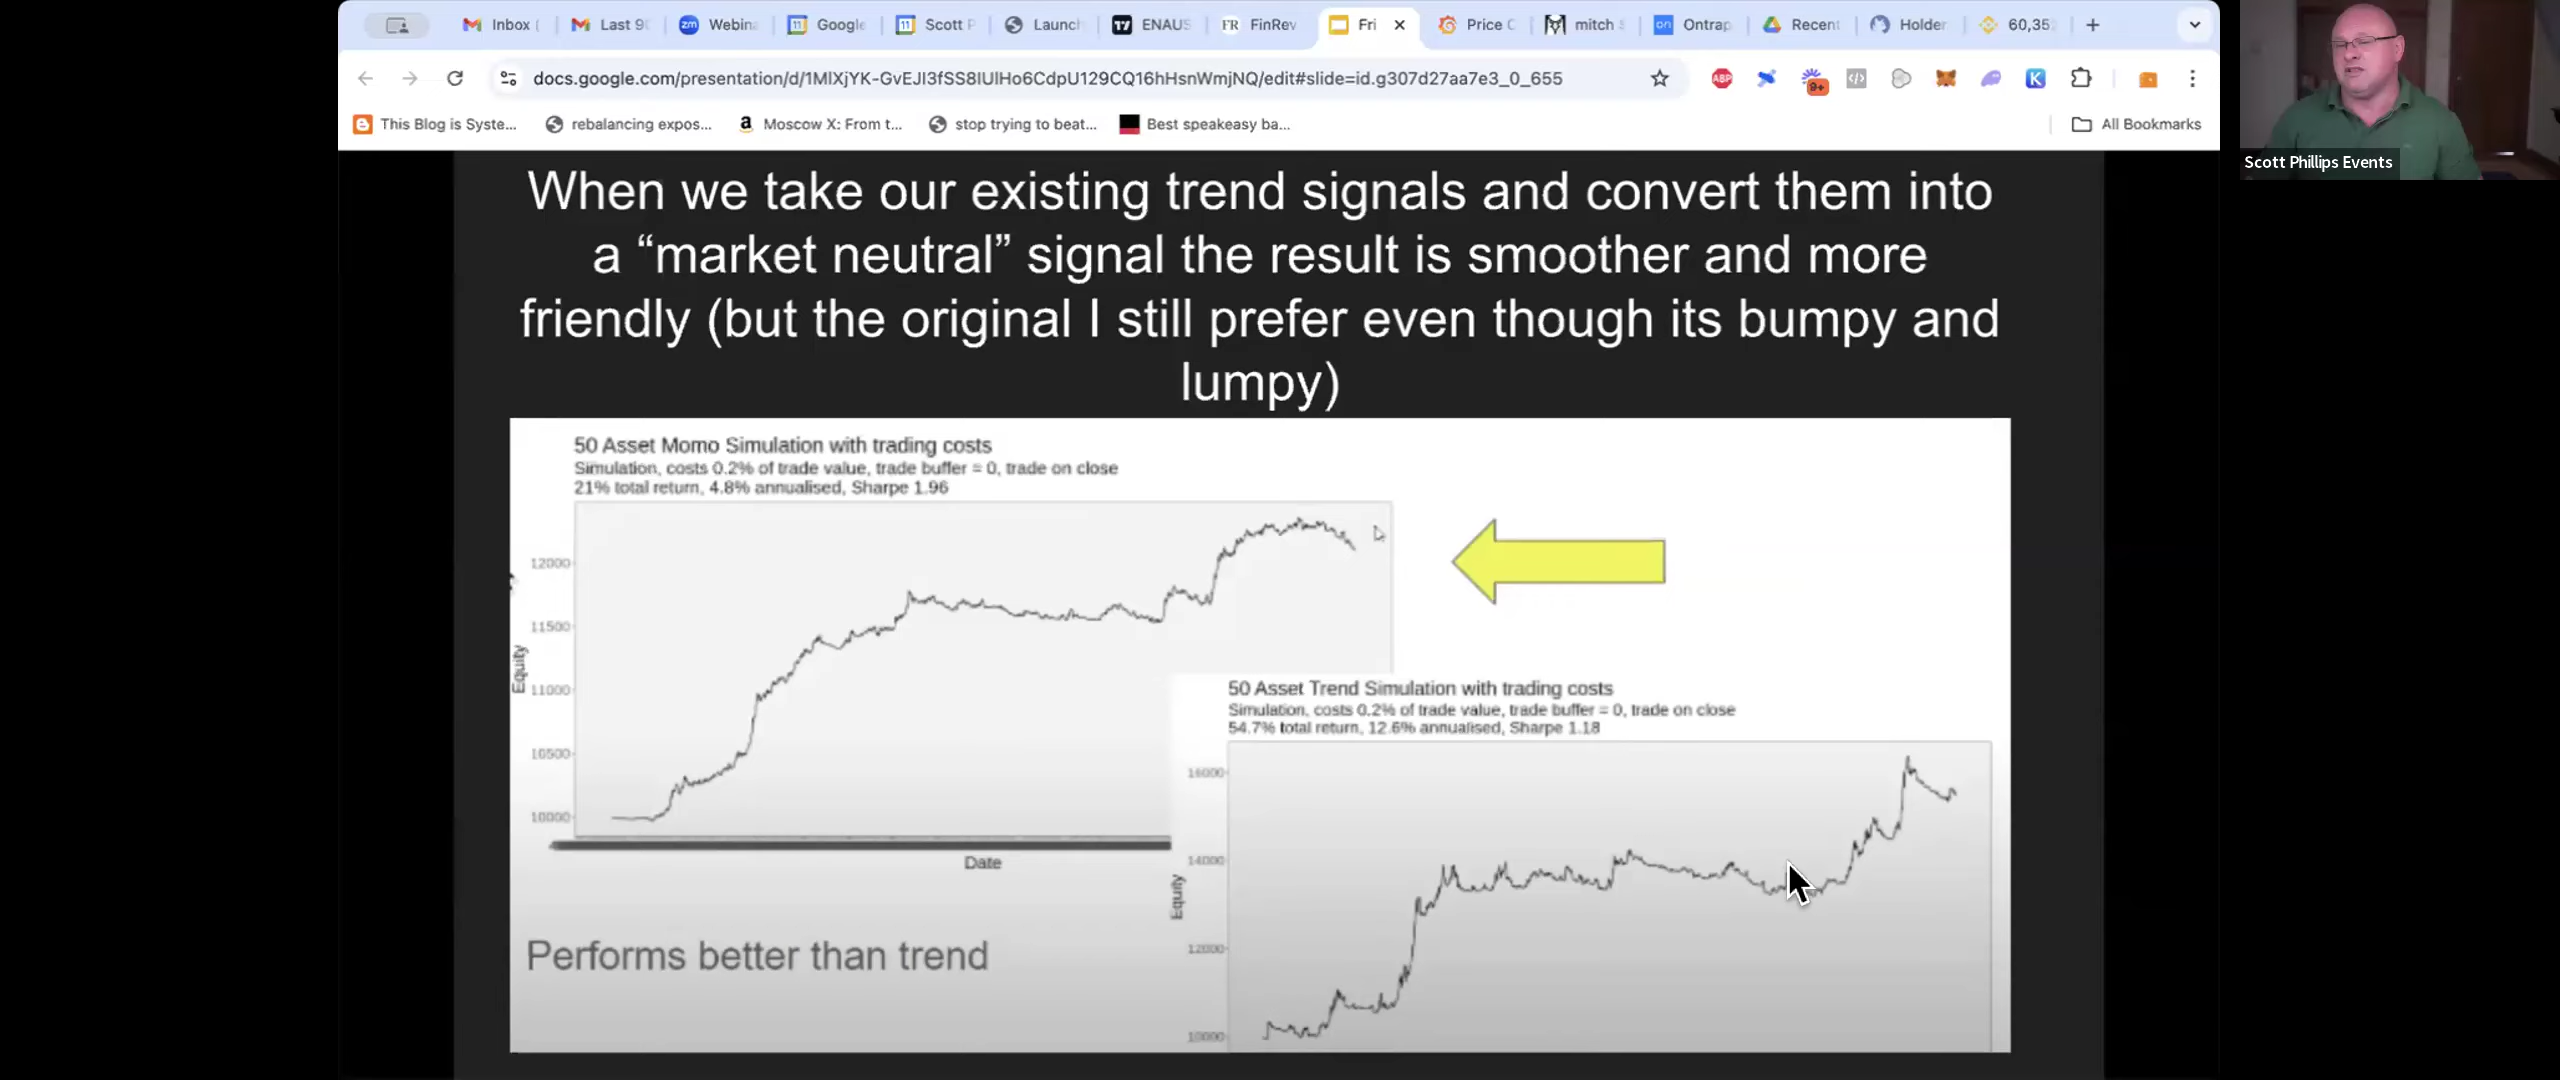 Inbox (
Last 9
Webina
Google
Scott P
Launch
ENAUS
FinRev
Fri
Price C
mitch s
Ontrap
Recent
Holder
60,35
docs.google.com/presentation/d/1MlXjYK-GvEJI3fSS8lUlHo6CdpU129CQ16hHsnWmjNQ/edit#slide=id.g307d27aa7e3_0_655
ABP
9+
K
This Blog is Syste...
rebalancing expos...
Moscow X: From t...
stop trying to beat...
Best speakeasy ba...
All Bookmarks
Scott Phillips Events
When we take our existing trend signals and convert them into
a “market neutral” signal the result is smoother and more
friendly (but the original I still prefer even though its bumpy and
lumpy)
50 Asset Momo Simulation with trading costs
Simulation, costs 0.2% of trade value, trade buffer = 0, trade on close
21% total return, 4.8% annualised, Sharpe 1.96
12000
11500
11000
10500
10000
Equity
Date
50 Asset Trend Simulation with trading costs
Simulation, costs 0.2% of trade value, trade buffer = 0, trade on close
54.7% total return, 12.6% annualised, Sharpe 1.18
16000
14000
12000
10000
Equity
Performs better than trend